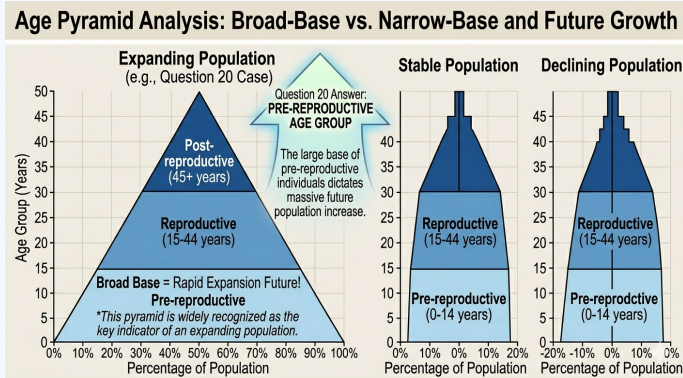 Age Pyramid Analysis: Broad-Base vs. Narrow-Base and Future Growth
Expanding Population
(e.g., Question 20 Case)
Age Group (Years)
50
45
40
35
30
25
20
15
10
5
0
Post-
reproductive
(45+ years)
Reproductive
(15-44 years)
Broad Base = Rapid Expansion Future!
Pre-reproductive
*This pyramid is widely recognized as the
key indicator of an expanding population.
0% 10% 20% 30% 40% 50% 60% 70% 80% 90% 100%
Percentage of Population
Question 20 Answer:
PRE-REPRODUCTIVE
AGE GROUP
The large base of
pre-reproductive
individuals dictates
massive future
population increase.
Stable Population
45
40
35
30
25
20
15
10
5
0
Reproductive
(15-44 years)
Pre-reproductive
(0-14 years)
0% 10% 0% 10% 20%
Percentage of Population
Declining Population
45
40
35
30
25
20
15
10
5
0
Reproductive
(15-44 years)
Pre-reproductive
(0-14 years)
-20% -10% 0% 10% 0%
Percentage of Population